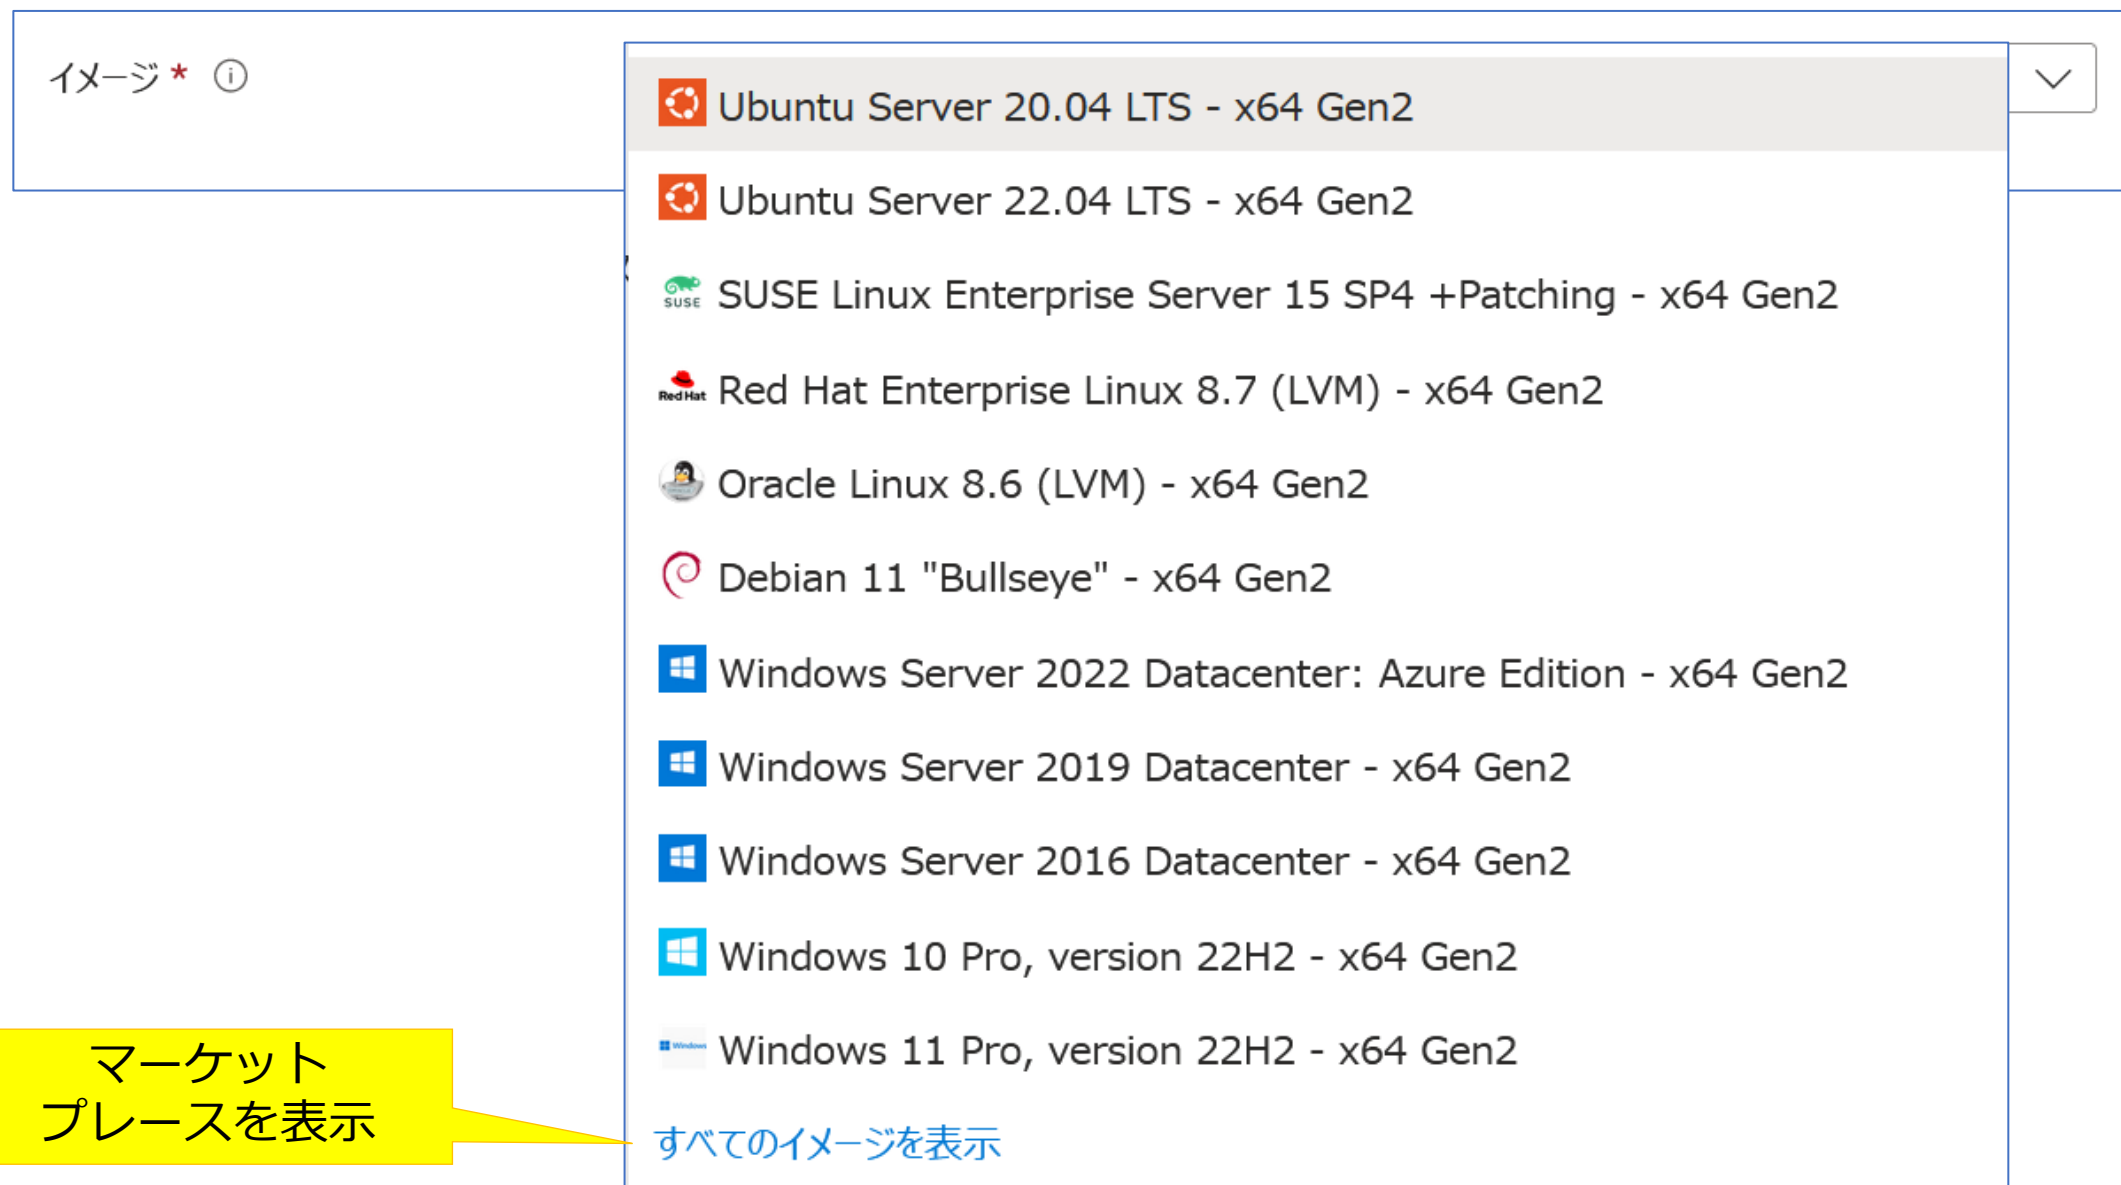 イメージ *
Ubuntu Server 20.04 LTS - x64 Gen2
Ubuntu Server 22.04 LTS - x64 Gen2
SUSE
SUSE Linux Enterprise Server 15 SP4 +Patching - x64 Gen2
Red Hat
Red Hat Enterprise Linux 8.7 (LVM) - x64 Gen2
Oracle Linux 8.6 (LVM) - x64 Gen2
Debian 11 "Bullseye" - x64 Gen2
Windows Server 2022 Datacenter: Azure Edition - x64 Gen2
Windows Server 2019 Datacenter - x64 Gen2
Windows Server 2016 Datacenter - x64 Gen2
Windows 10 Pro, version 22H2 - x64 Gen2
Windows
Windows 11 Pro, version 22H2 - x64 Gen2
マーケット
プレースを表示
すべてのイメージを表示